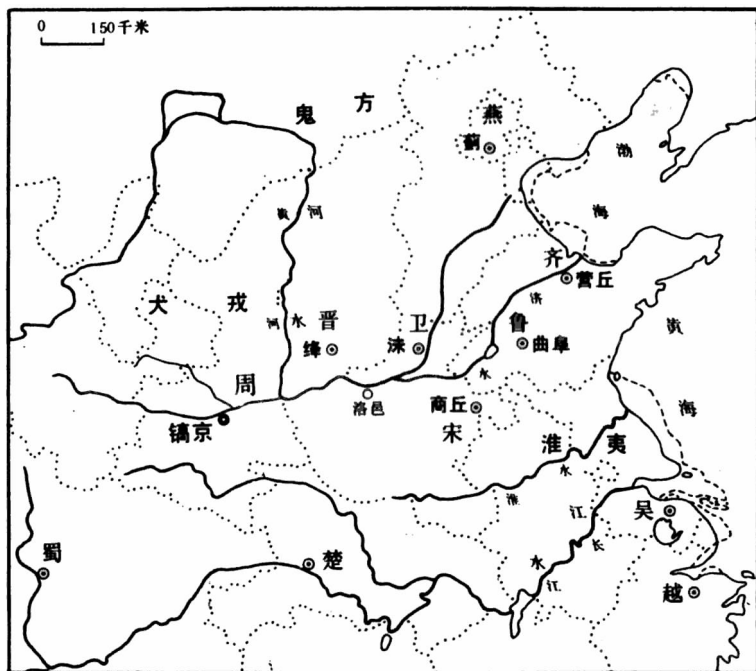 0 150千米
鬼方
燕
蓟
渤海
黄河
齐
营丘
犬戎
河水
晋
绛
卫
涞
济水
鲁
曲阜
黄海
周
镐京
洛邑
商丘
宋
淮夷
淮水
江水
长江
吴
越
楚
蜀